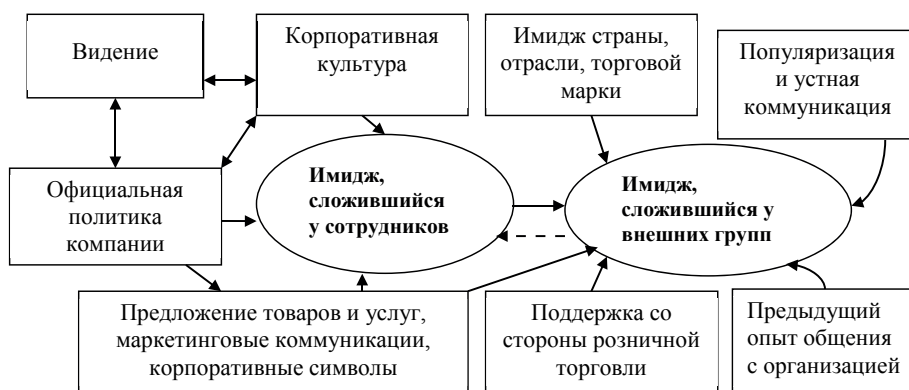 Видение
Корпоративная
культура
Имидж страны,
отрасли, торговой
марки
Популяризация
и устная
коммуникация
Официальная
политика
компании
Имидж,
сложившийся
у сотрудников
Имидж,
сложившийся у
внешних групп
Предложение товаров и услуг,
маркетинговые коммуникации,
корпоративные символы
Поддержка со
стороны розничной
торговли
Предыдущий
опыт общения
с организацией